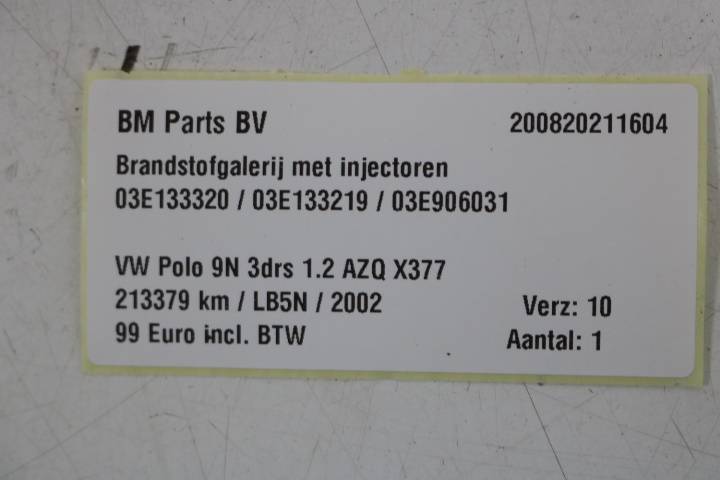 BM Parts BV 200820211604
Brandstofgalerij met injectoren
03E133320 / 03E133219 / 03E906031
VW Polo 9N 3drs 1.2 AZQ X377
213379 km / LB5N / 2002 Verz: 10
99 Euro incl. BTW Aantal: 1